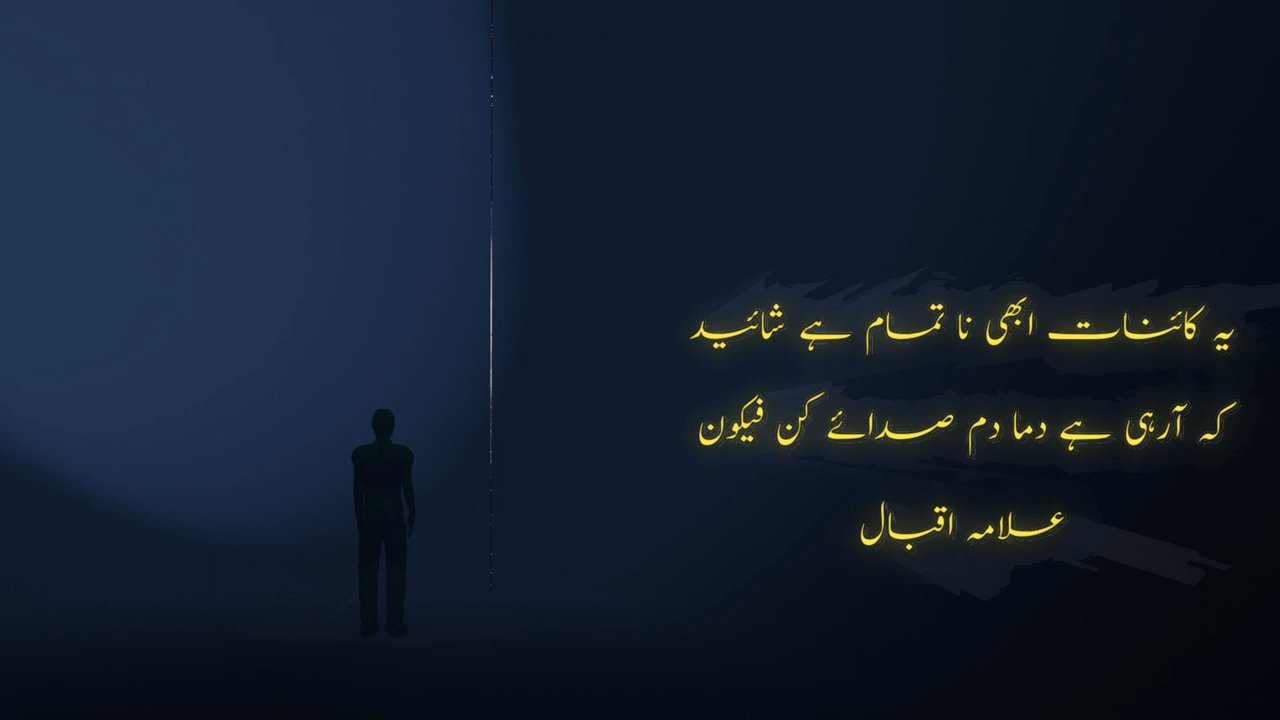 یہ کائنات ابھی نا تمام ہے شائید
کہ آرہی ہے دما دم صدائے کن فیکون
علامہ اقبال